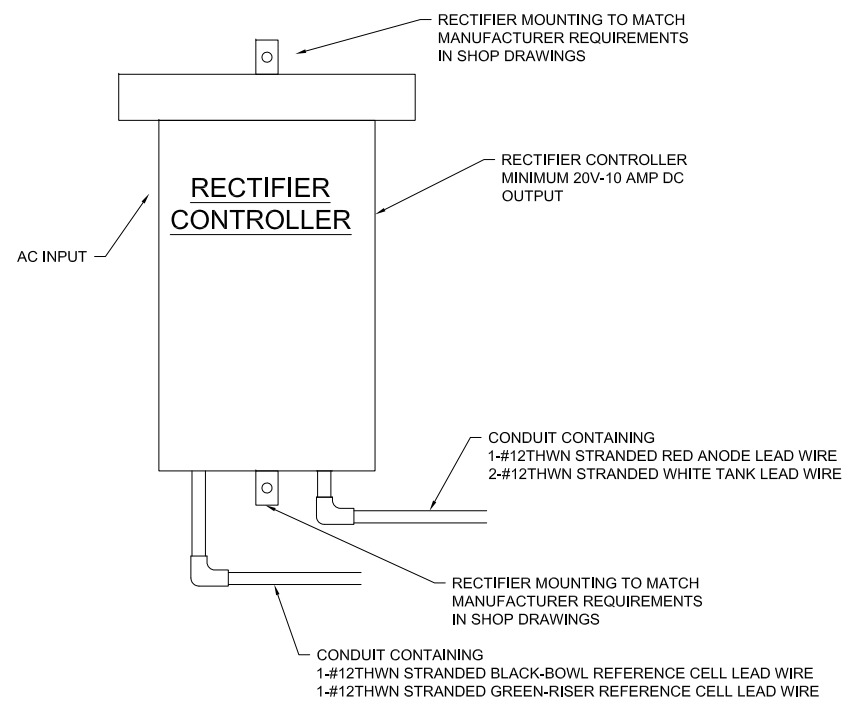 RECTIFIER MOUNTING TO MATCH
MANUFACTURER REQUIREMENTS
IN SHOP DRAWINGS
RECTIFIER
CONTROLLER
RECTIFIER CONTROLLER
MINIMUM 20V-10 AMP DC
OUTPUT
AC INPUT
CONDUIT CONTAINING
1-#12THWN STRANDED RED ANODE LEAD WIRE
2-#12THWN STRANDED WHITE TANK LEAD WIRE
RECTIFIER MOUNTING TO MATCH
MANUFACTURER REQUIREMENTS
IN SHOP DRAWINGS
CONDUIT CONTAINING
1-#12THWN STRANDED BLACK-BOWL REFERENCE CELL LEAD WIRE
1-#12THWN STRANDED GREEN-RISER REFERENCE CELL LEAD WIRE